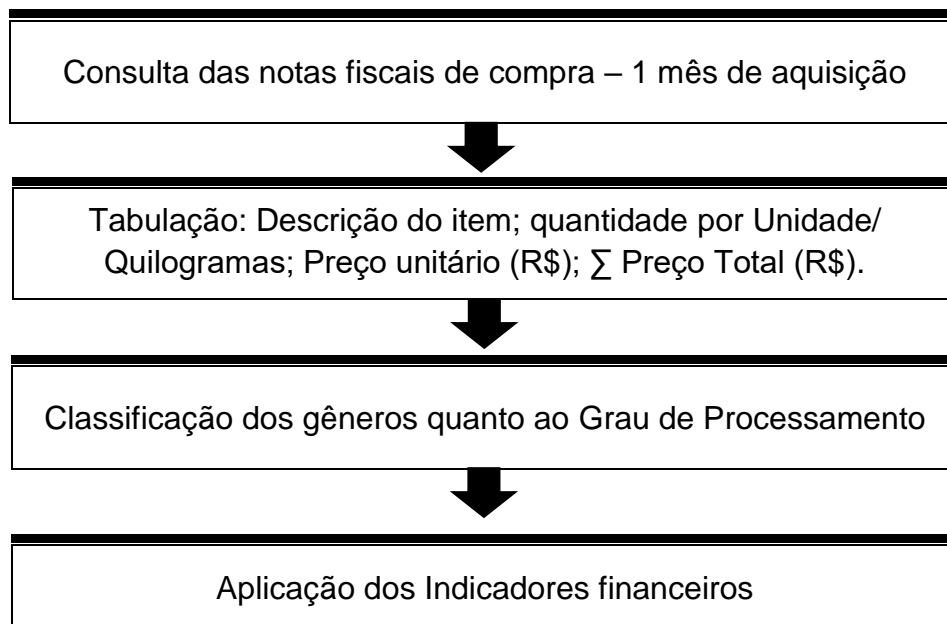 Consulta das notas fiscais de compra – 1 mês de aquisição
Tabulação: Descrição do item; quantidade por Unidade/
Quilogramas; Preço unitário (R$); ∑ Preço Total (R$).
Classificação dos gêneros quanto ao Grau de Processamento
Aplicação dos Indicadores financeiros